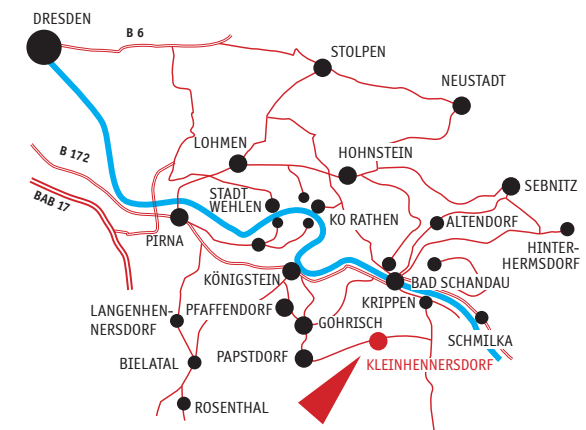 DRESDEN
B 6
STOLPEN
NEUSTADT
B 172
LOHMEN
HOHNSTEIN
BAB 17
STADT
WEHLEN
SEBNITZ
KO RATHEN
ALTENDORF
PIRNA
HINTER-
HERMSDORF
KÖNIGSTEIN
BAD SCHANDAU
KRIPPEN
LANGENHEN-
NERSDORF
PFAFFENDORF
GOHRISCH
SCHMILKA
BIELATAL
PAPSTDORF
KLEINHENNERSDORF
ROSENTHAL